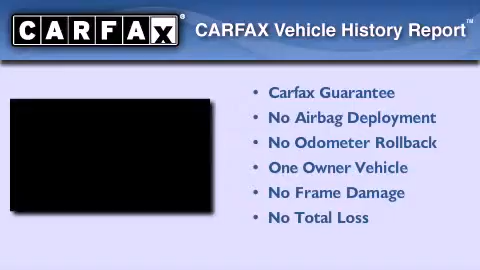 CARFAX® CARFAX Vehicle History Report™
• Carfax Guarantee
• No Airbag Deployment
• No Odometer Rollback
• One Owner Vehicle
• No Frame Damage
• No Total Loss